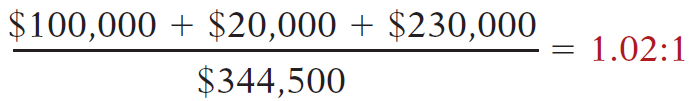 $100,000 + $20,000 + $230,000
= 1.02:1
$344,500